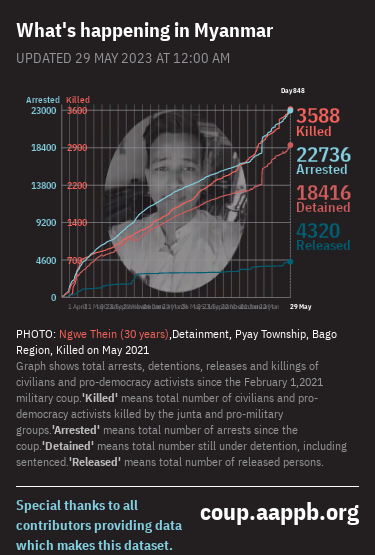 What's happening in Myanmar
UPDATED 29 MAY 2023 AT 12:00 AM
Day848
Arrested Killed
23000 3600
3588
Killed
18400 2900
22736
Arrested
13800 2200
18416
Detained
9200 1400
4320
Released
4600 700
0
1 April
29 May
PHOTO: Ngwe Thein (30 years),Detainment, Pyay Township, Bago
Region, Killed on May 2021
Graph shows total arrests, detentions, releases and killings of
civilians and pro-democracy activists since the February 1,2021
military coup.'Killed' means total number of civilians and pro-
democracy activists killed by the junta and pro-military
groups.'Arrested' means total number of arrests since the
coup.'Detained' means total number still under detention, including
sentenced.'Released' means total number of released persons.
Special thanks to all
contributors providing data
which makes this dataset.
coup.aappb.org